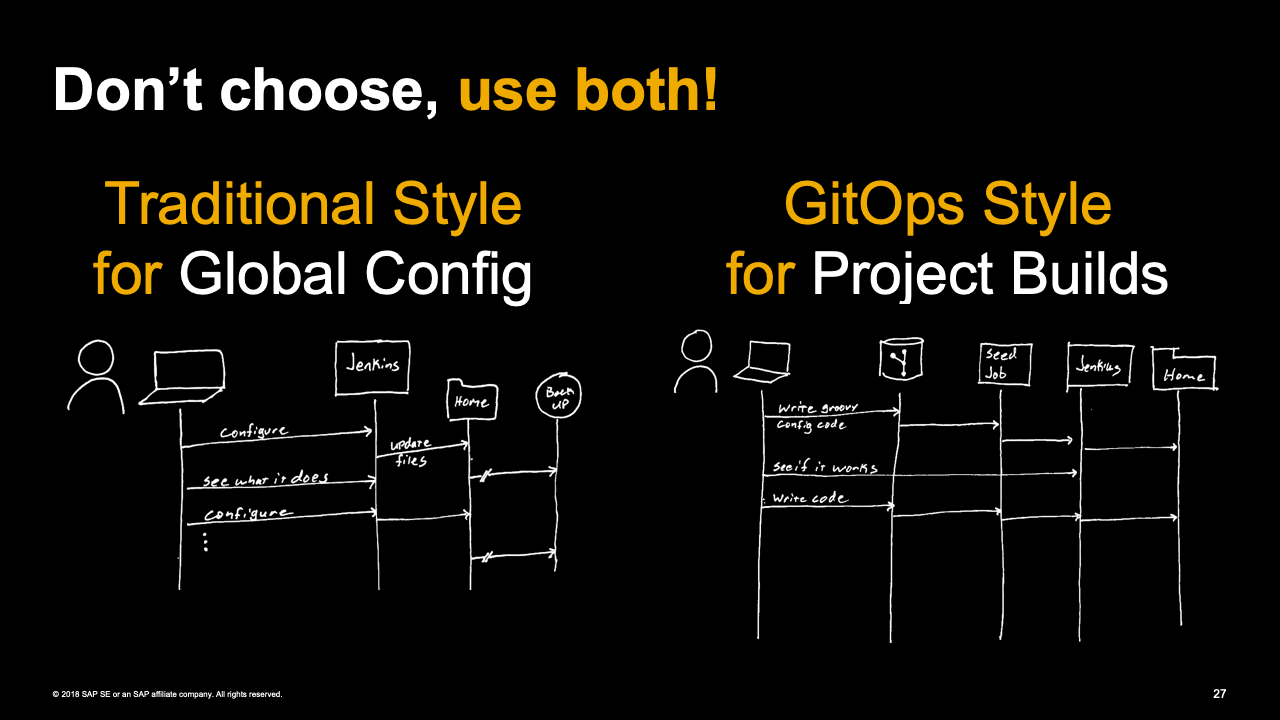 Don’t choose, use both!
Traditional Style
for Global Config
GitOps Style
for Project Builds
Jenkins
Home
Back
UP
configure
update
files
see what it does
configure
Seed
Job
Jenkins
Home
Write groovy
config code
see if it works
Write code
© 2018 SAP SE or an SAP affiliate company. All rights reserved.
27